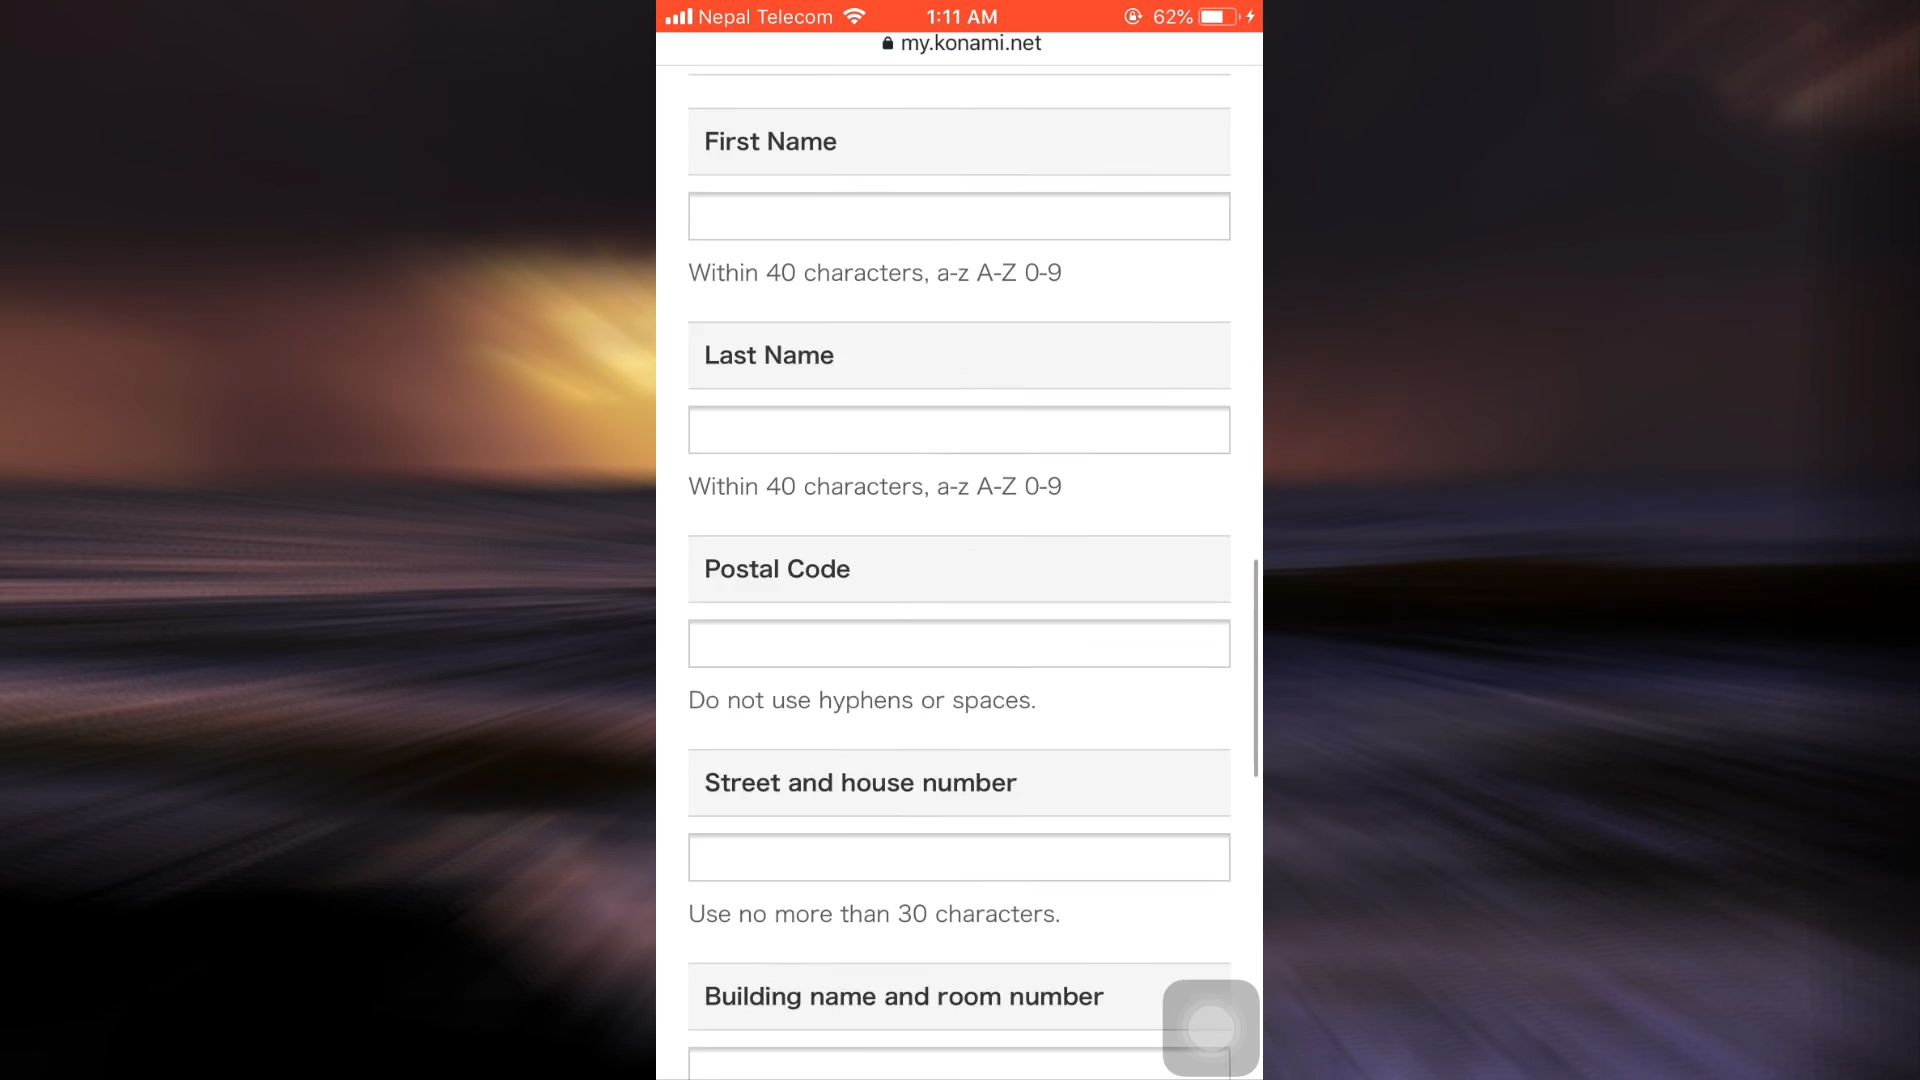 Nepal Telecom 1:11 AM 62%
my.konami.net
First Name
Within 40 characters, a-z A-Z 0-9
Last Name
Within 40 characters, a-z A-Z 0-9
Postal Code
Do not use hyphens or spaces.
Street and house number
Use no more than 30 characters.
Building name and room number